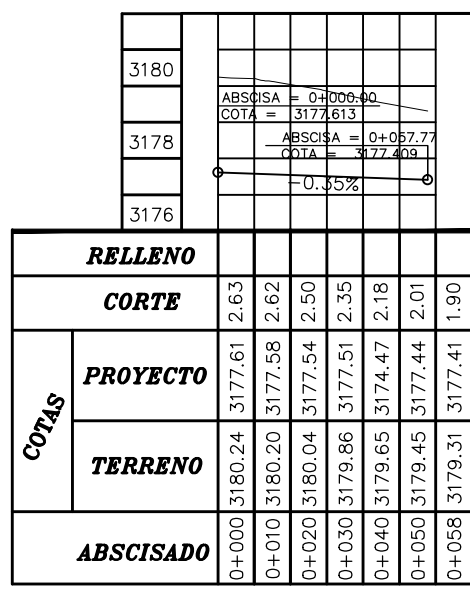 3180
ABSCISA = 0+000.00
COTA = 3177.613
3178
ABSCISA = 0+057.77
COTA = 3177.409
-0.35%
3176
RELLENO
CORTE 2.63 2.62 2.50 2.35 2.18 2.01 1.90
COTAS
PROYECTO 3177.61 3177.58 3177.54 3177.51 3174.47 3177.44 3177.41
TERRENO 3180.24 3180.20 3180.04 3179.86 3179.65 3179.45 3179.31
ABSCISADO 0+000 0+010 0+020 0+030 0+040 0+050 0+058